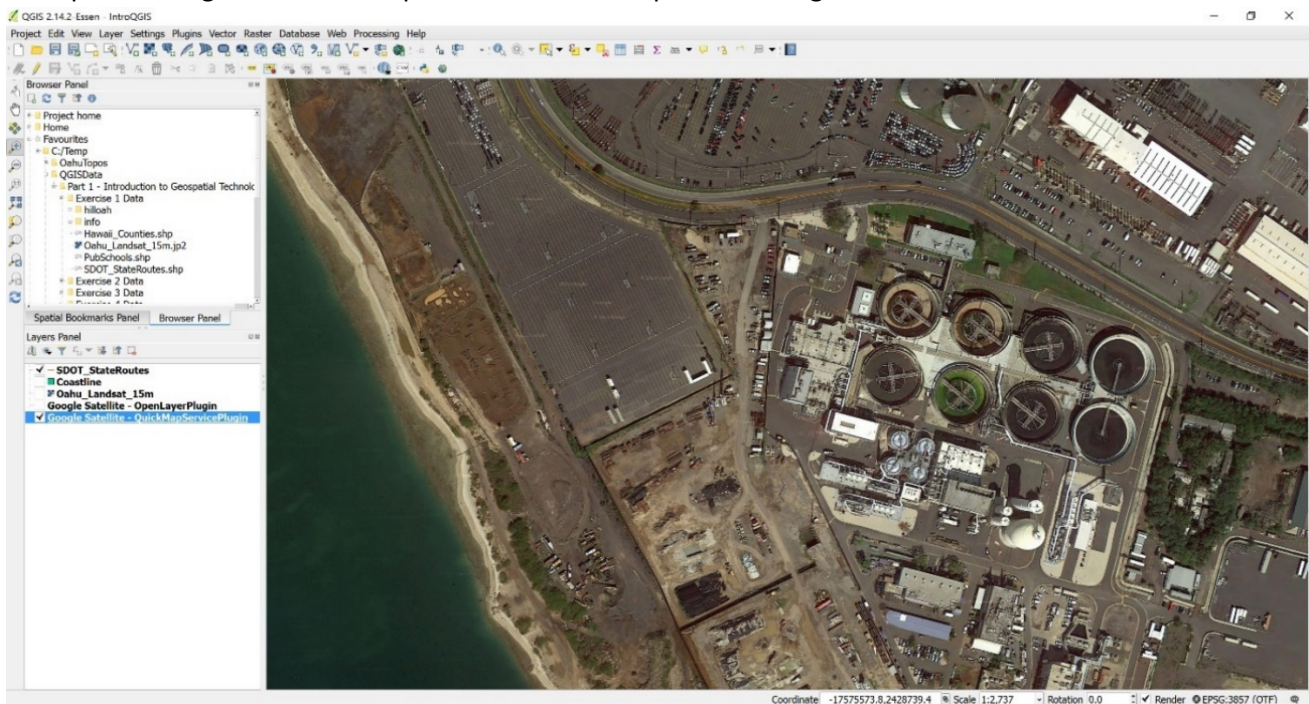 QGIS 2.14.2-Essen - IntroQGIS
Project Edit View Layer Settings Plugins Vector Raster Database Web Processing Help
Browser Panel
Project home
Home
Favourites
C:/Temp
OahuTopos
QGISData
Part 1 - Introduction to Geospatial Technolo
Exercise 1 Data
hilloah
info
Hawaii_Counties.shp
Oahu_Landsat_15m.jp2
PubSchools.shp
SDOT_StateRoutes.shp
Exercise 2 Data
Exercise 3 Data
Spatial Bookmarks Panel Browser Panel
Layers Panel
SDOT_StateRoutes
Coastline
Oahu_Landsat_15m
Google Satellite - OpenLayerPlugin
Google Satellite - QuickMapServicePlugin
Coordinate -17575573.8,2428739.4 Scale 1:2,737 Rotation 0.0 Render EPSG:3857 (OTF)